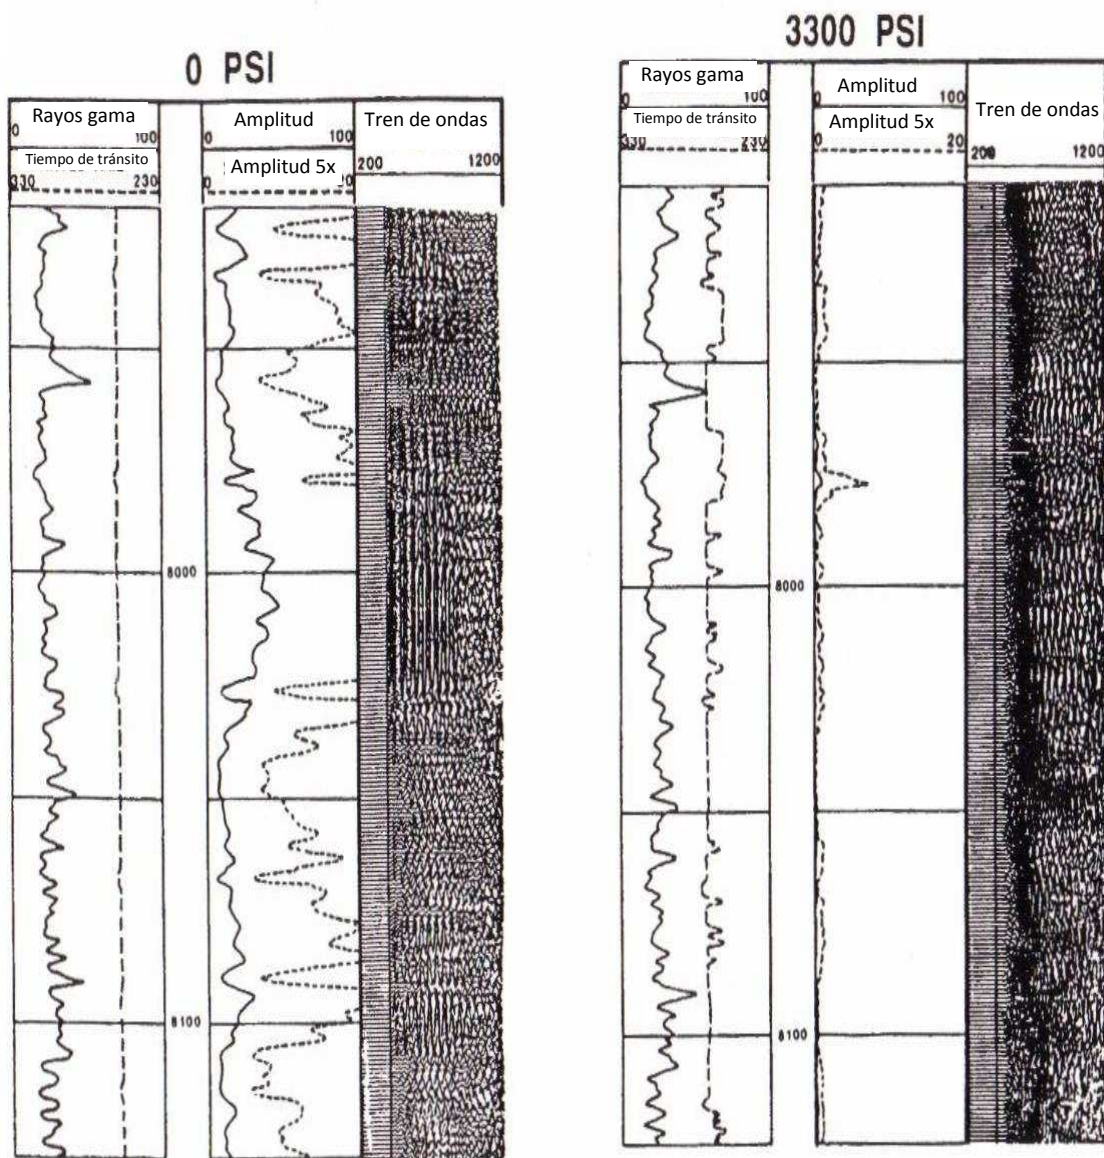 0 PSI
Rayos gama
0 100
Tiempo de tránsito
330 230
Amplitud
0 100
Amplitud 5x
0 20
Tren de ondas
200 1200
8000
8100
3300 PSI
Rayos gama
0 100
Tiempo de tránsito
330 230
Amplitud
0 100
Amplitud 5x
0 20
Tren de ondas
200 1200
8000
8100